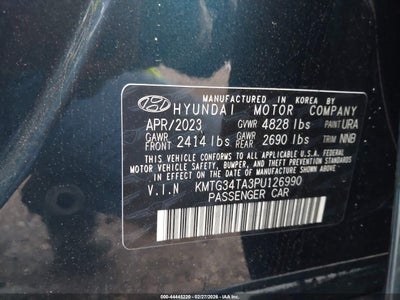 MANUFACTURED IN KOREA BY
HYUNDAI MOTOR COMPANY
APR/2023 GVWR 4828 lbs PAINT URA
GAWR FRONT 2414 lbs GAWR REAR 2690 lbs TRIM NNB
THIS VEHICLE CONFORMS TO ALL APPLICABLE FEDERAL
MOTOR VEHICLE SAFETY, BUMPER, AND THEFT PREVENTION
STANDARDS IN EFFECT ON THE DATE OF MANUFACTURE SHOWN ABOVE.
V.I.N KMTG34TA3PU126990
PASSENGER CAR
000-44445220 - 02/27/2026 - IAA, Inc.